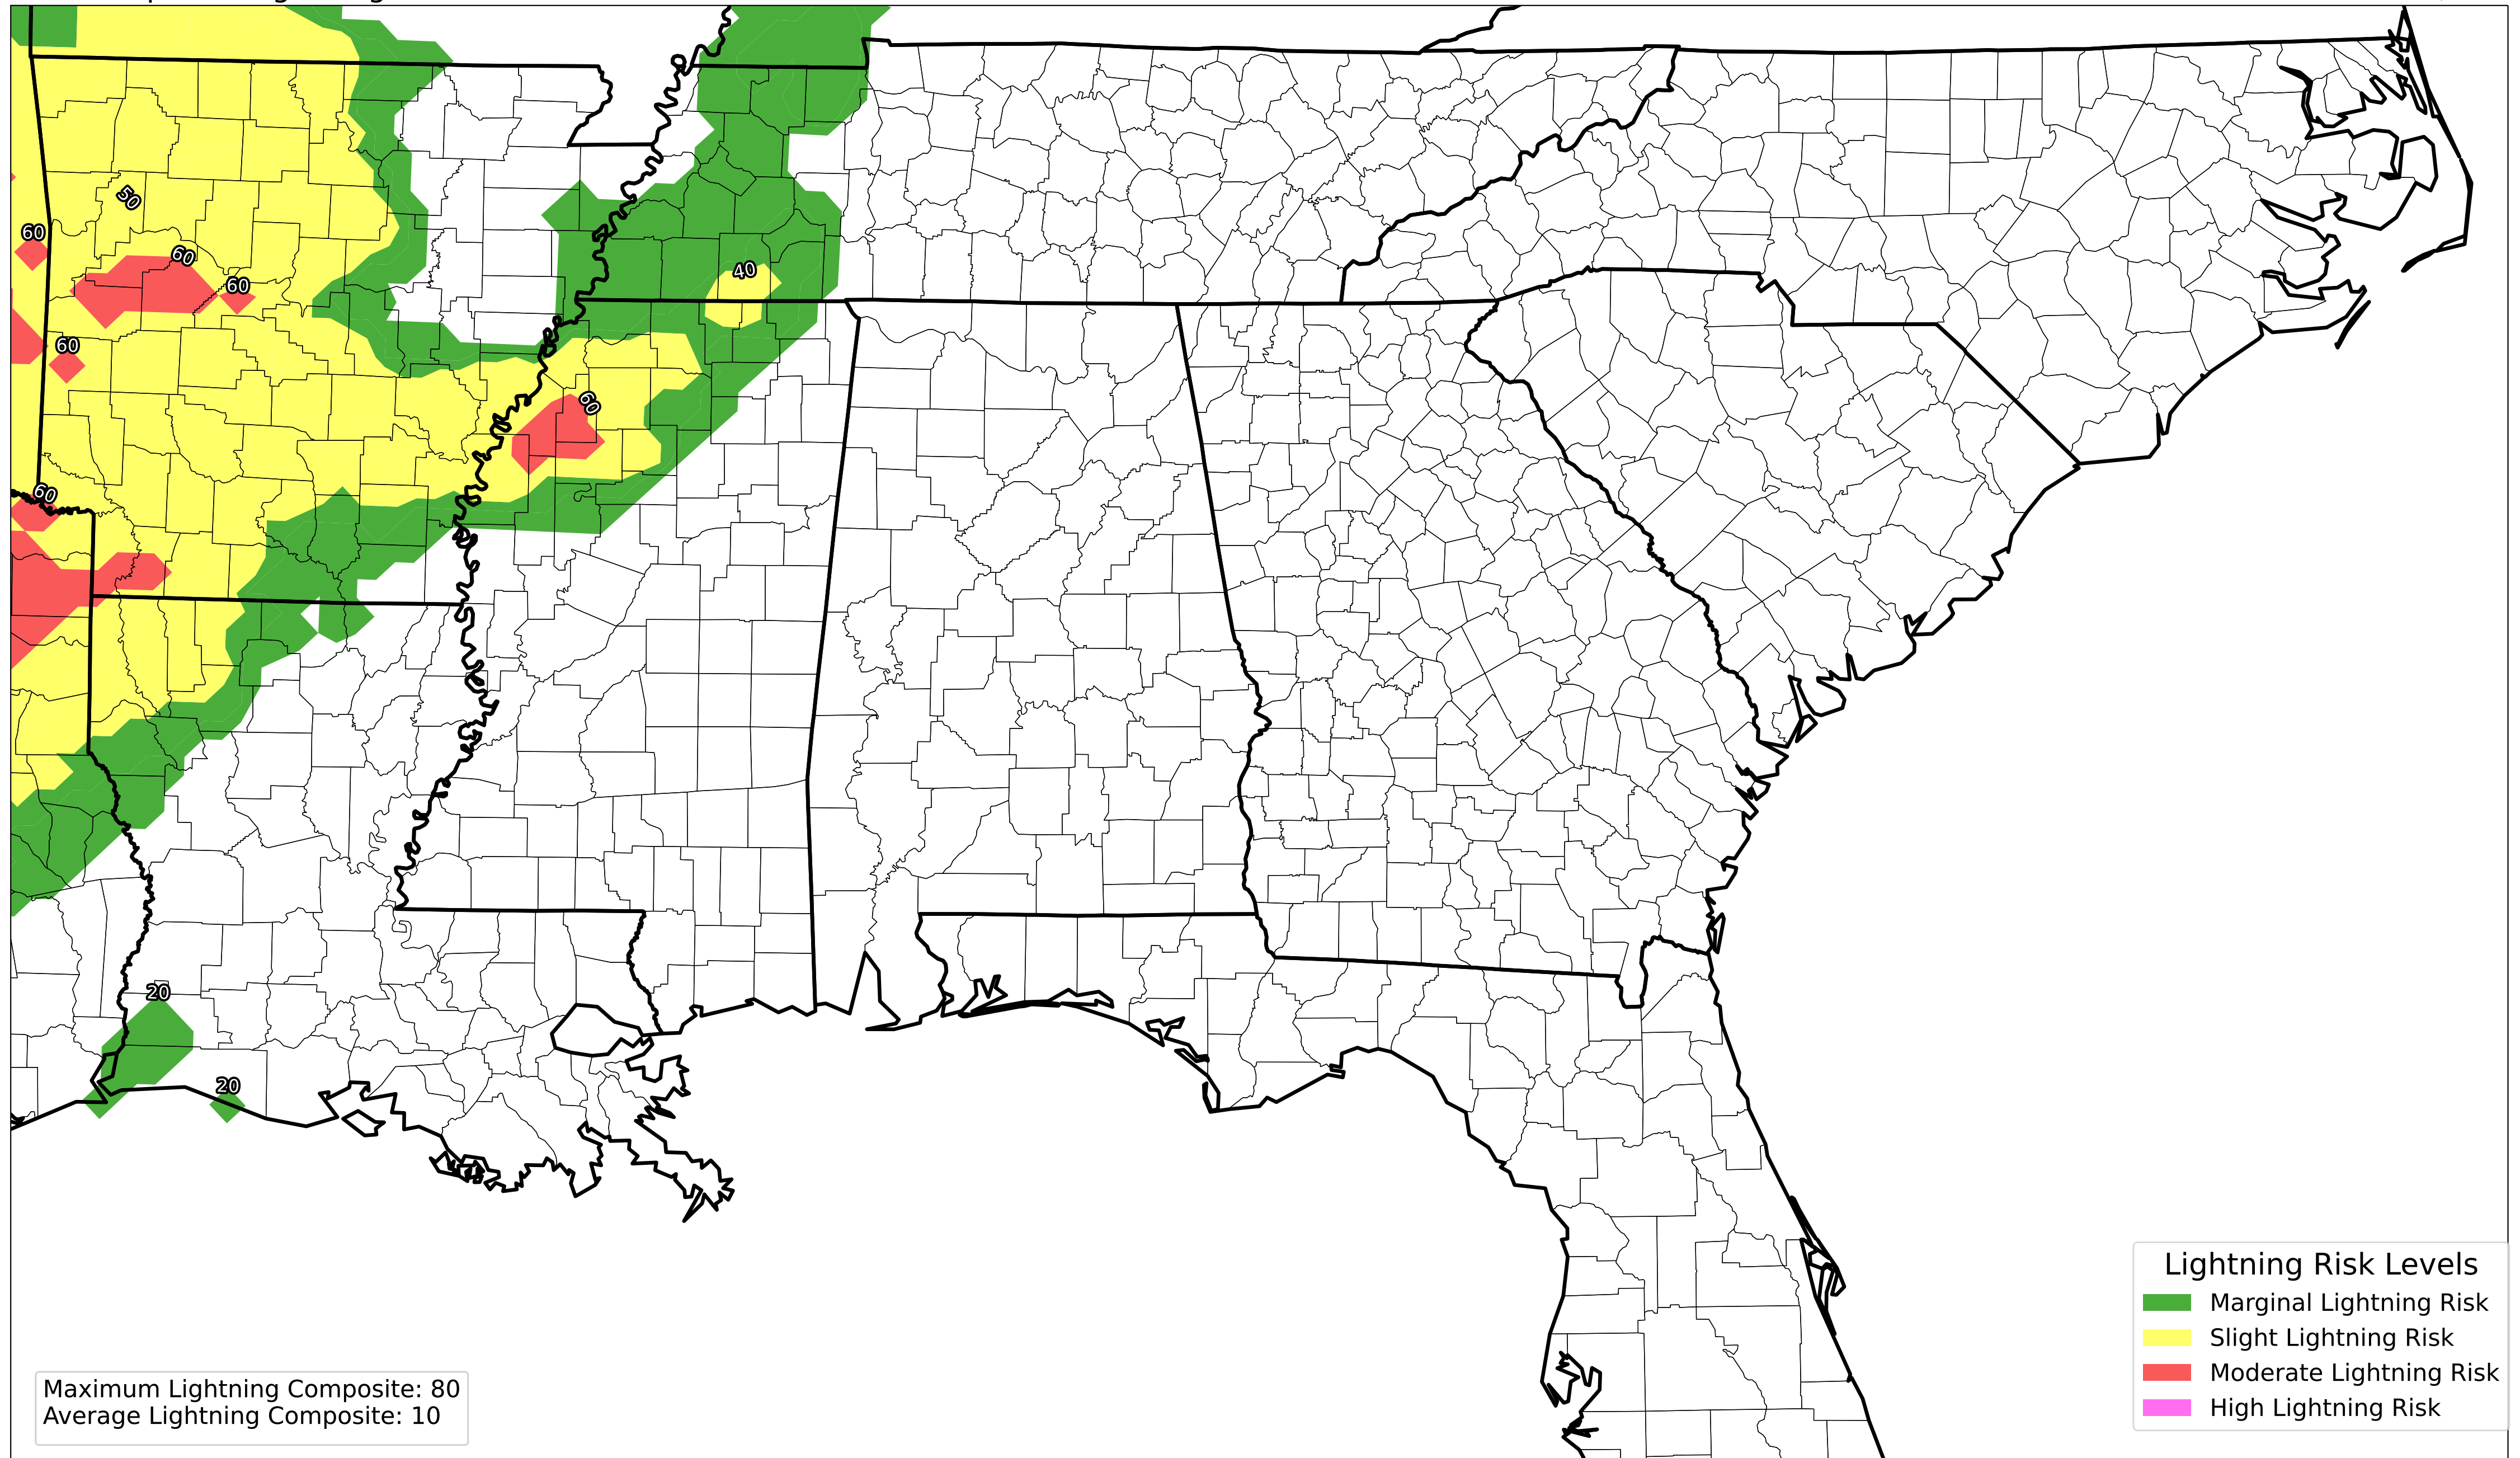 50
60
60
60
40
60
60
60
20
20
Lightning Risk Levels
Marginal Lightning Risk
Slight Lightning Risk
Moderate Lightning Risk
High Lightning Risk
Maximum Lightning Composite: 80
Average Lightning Composite: 10